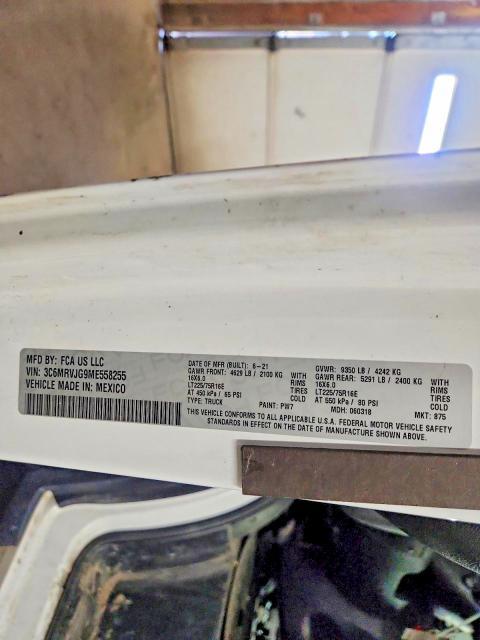 MFD BY: FCA US LLC
VIN: 3C6MRVJG9ME558255
VEHICLE MADE IN: MEXICO
DATE OF MFR (BUILT): 6-21
GAWR FRONT: 4629 LB / 2100 KG WITH
16X6.0 RIMS
LT225/75R16E TIRES
AT 450 kPa / 65 PSI COLD
TYPE: TRUCK PAINT: PW7
GVWR: 9350 LB / 4242 KG
GAWR REAR: 5291 LB / 2400 KG WITH
16X6.0 RIMS
LT225/75R16E TIRES
AT 550 kPa / 80 PSI COLD
MDH: 060318 MKT: 875
THIS VEHICLE CONFORMS TO ALL APPLICABLE U.S.A. FEDERAL MOTOR VEHICLE SAFETY
STANDARDS IN EFFECT ON THE DATE OF MANUFACTURE SHOWN ABOVE.